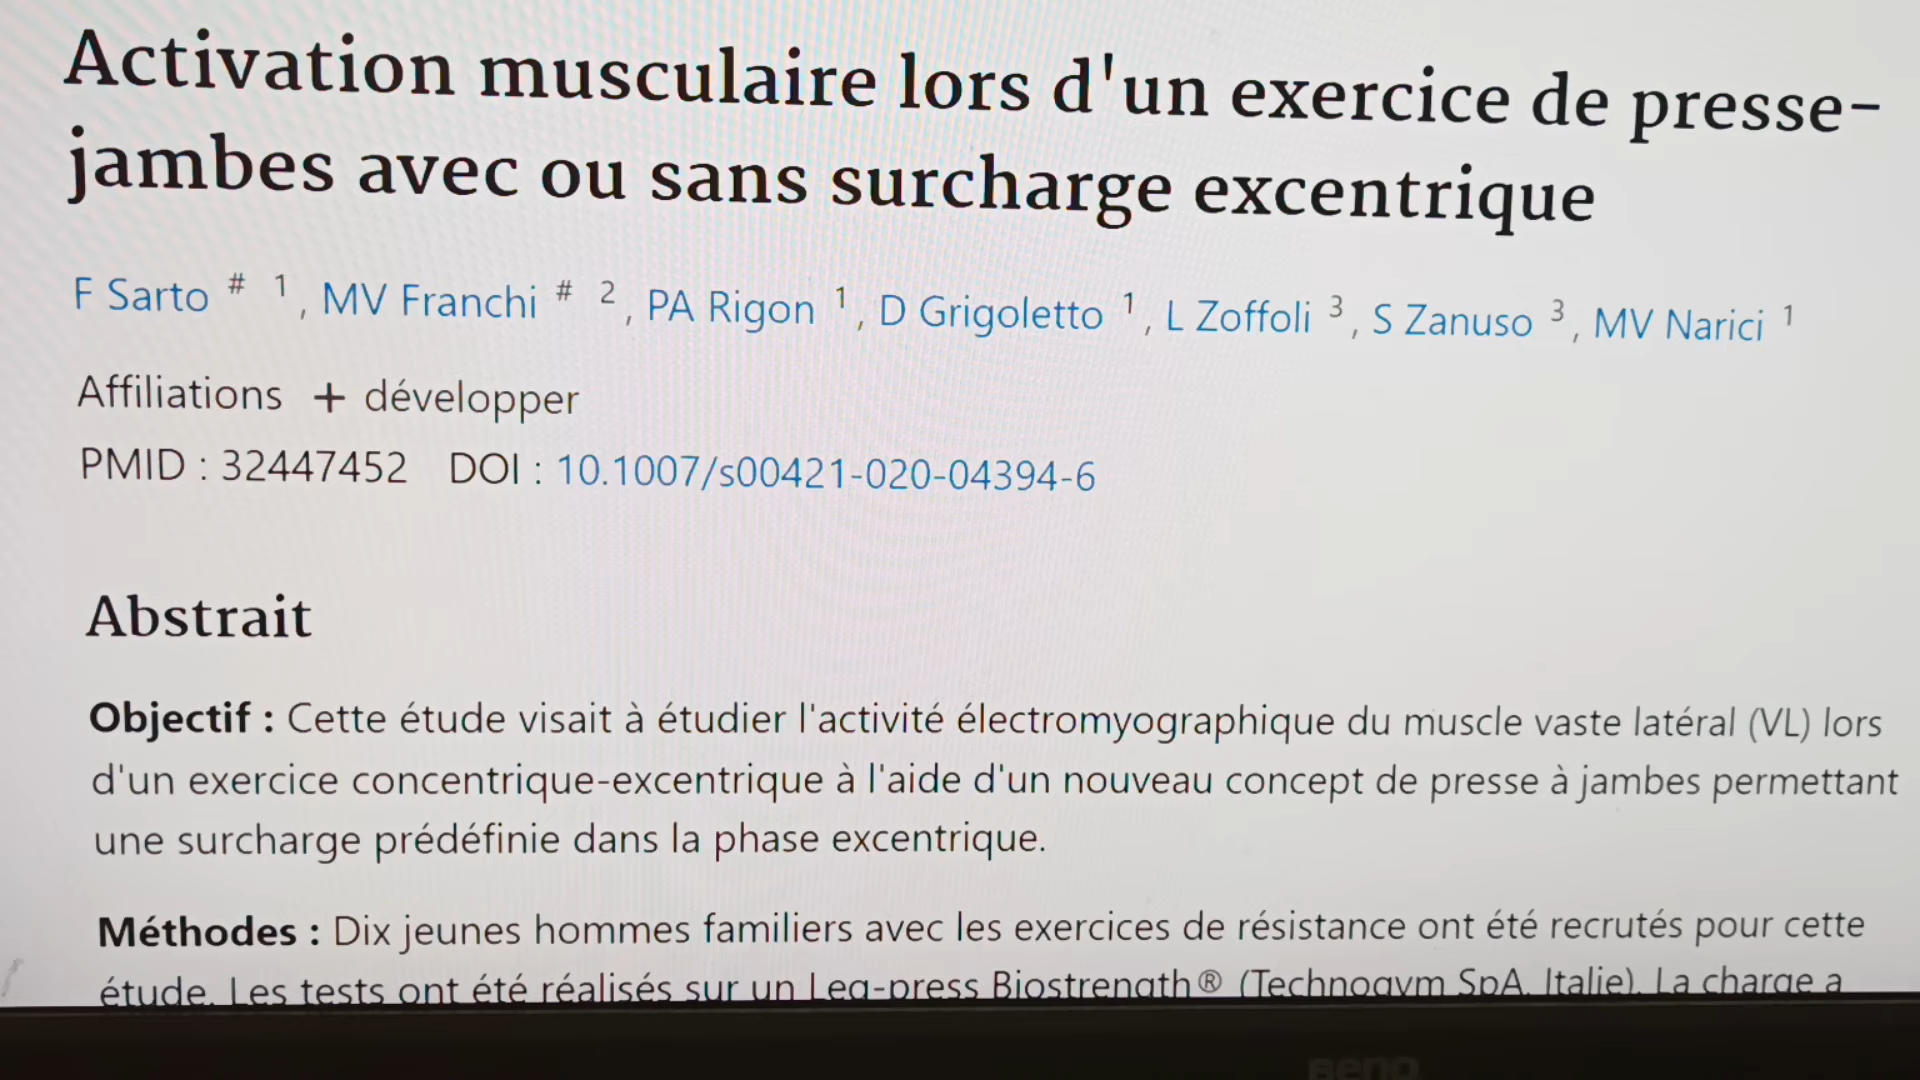 Activation musculaire lors d'un exercice de presse-
jambes avec ou sans surcharge excentrique
F Sarto # 1, MV Franchi # 2, PA Rigon 1, D Grigoletto 1, L Zoffoli 3, S Zanuso 3, MV Narici 1
Affiliations + développer
PMID : 32447452 DOI : 10.1007/s00421-020-04394-6
Abstrait
Objectif : Cette étude visait à étudier l'activité électromyographique du muscle vaste latéral (VL) lors
d'un exercice concentrique-excentrique à l'aide d'un nouveau concept de presse à jambes permettant
une surcharge prédéfinie dans la phase excentrique.
Méthodes : Dix jeunes hommes familiers avec les exercices de résistance ont été recrutés pour cette
étude. Les tests ont été réalisés sur un Leg-press Biostrength® (Technogym SpA, Italie). La charge a
BenQ